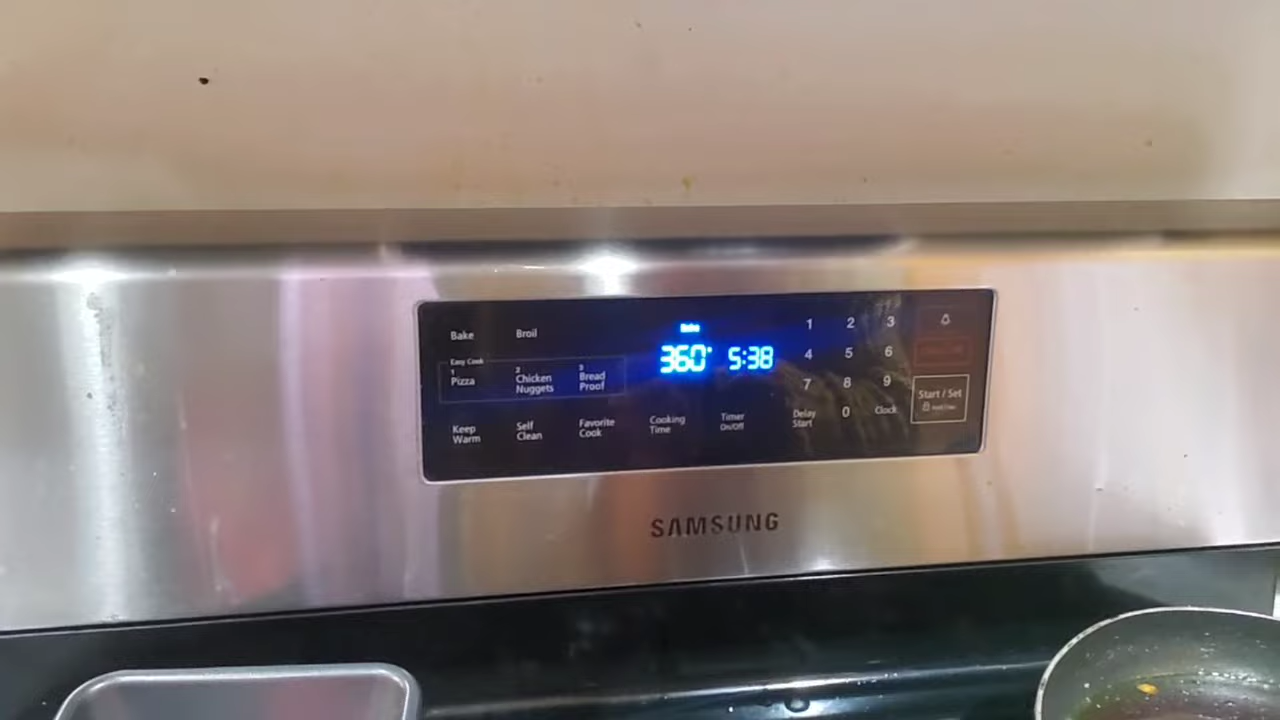 Bake
Broil
Bake
360° 5:38
Easy Cook
1
Pizza
2
Chicken
Nuggets
3
Bread
Proof
Keep
Warm
Self
Clean
Favorite
Cook
Cooking
Time
Timer
On/Off
1 2 3
4 5 6
7 8 9
Delay
Start
0
Clock
Start / Set
SAMSUNG